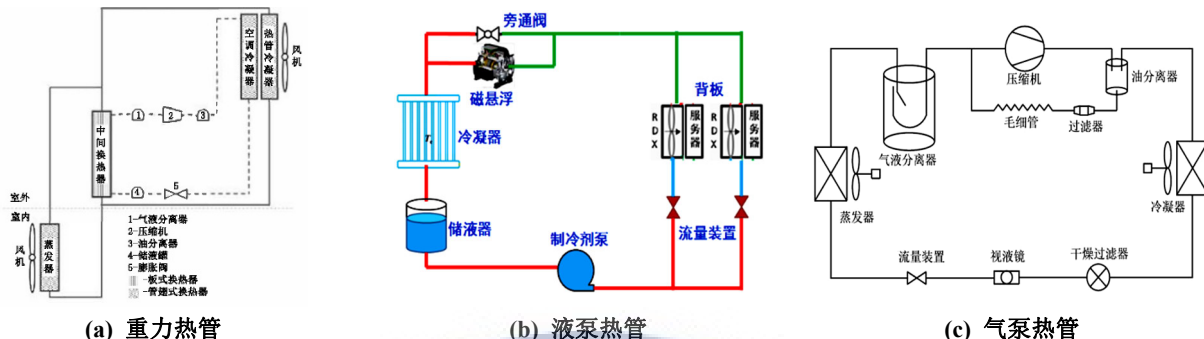 空调冷凝器
热管冷凝器
风机
1
2
3
中间换热器
4
5
室外
室内
风机
蒸发器
1-气液分离器
2-压缩机
3-油分离器
4-储液罐
5-膨胀阀
-板式换热器
-管翅式换热器
(a) 重力热管
旁通阀
磁悬浮
背板
冷凝器
RDX
服务器
RDX
服务器
储液器
制冷剂泵
流量装置
(b) 液泵热管
压缩机
油分离器
毛细管
过滤器
气液分离器
蒸发器
冷凝器
流量装置
视液镜
干燥过滤器
(c) 气泵热管